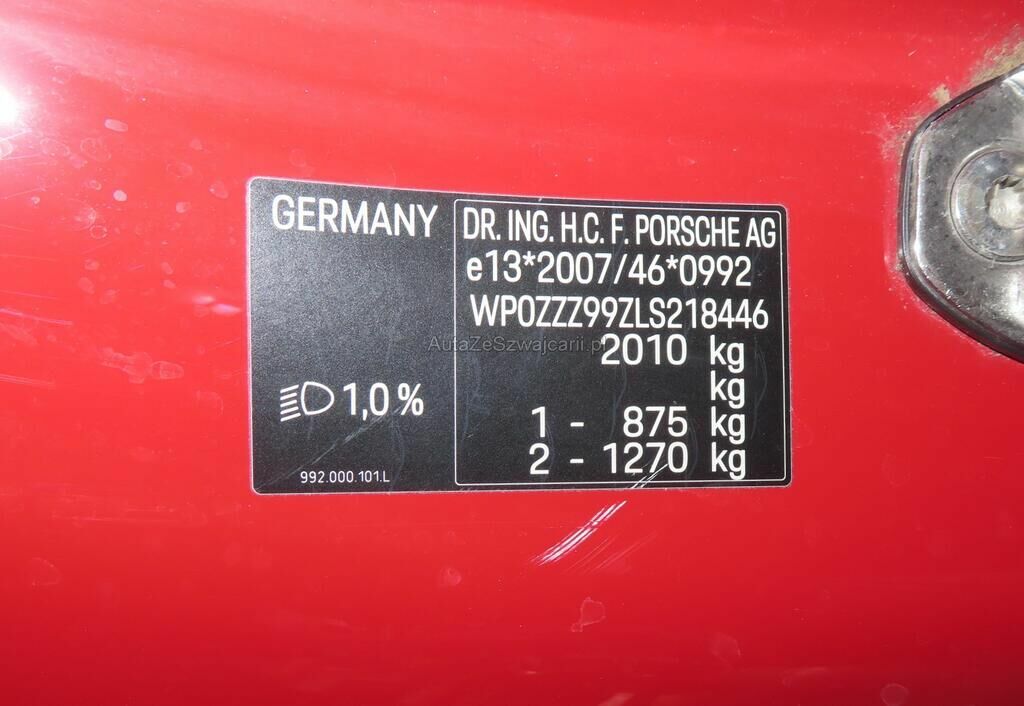 GERMANY
1,0%
992.000.101.L
DR. ING. H.C. F. PORSCHE AG
e13*2007/46*0992
WP0ZZZ99ZLS218446
2010 kg
kg
1 - 875 kg
2 - 1270 kg
AutaZeSzwajcarii.pl